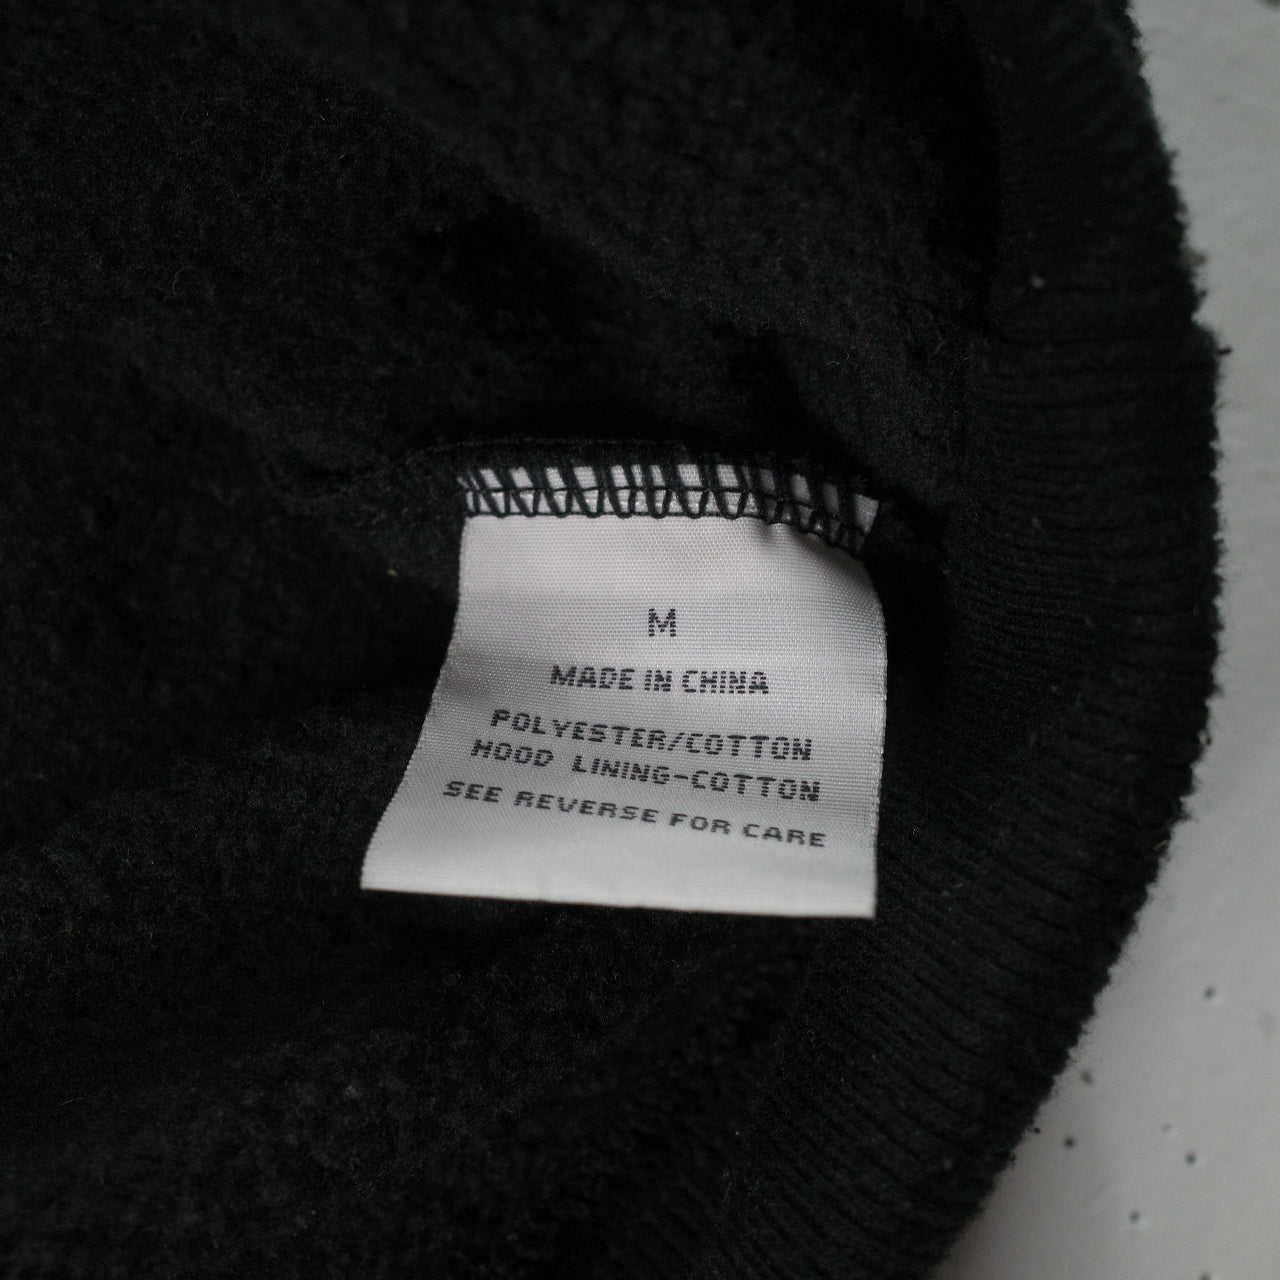 M
MADE IN CHINA
POLYESTER/COTTON
HOOD LINING-COTTON
SEE REVERSE FOR CARE